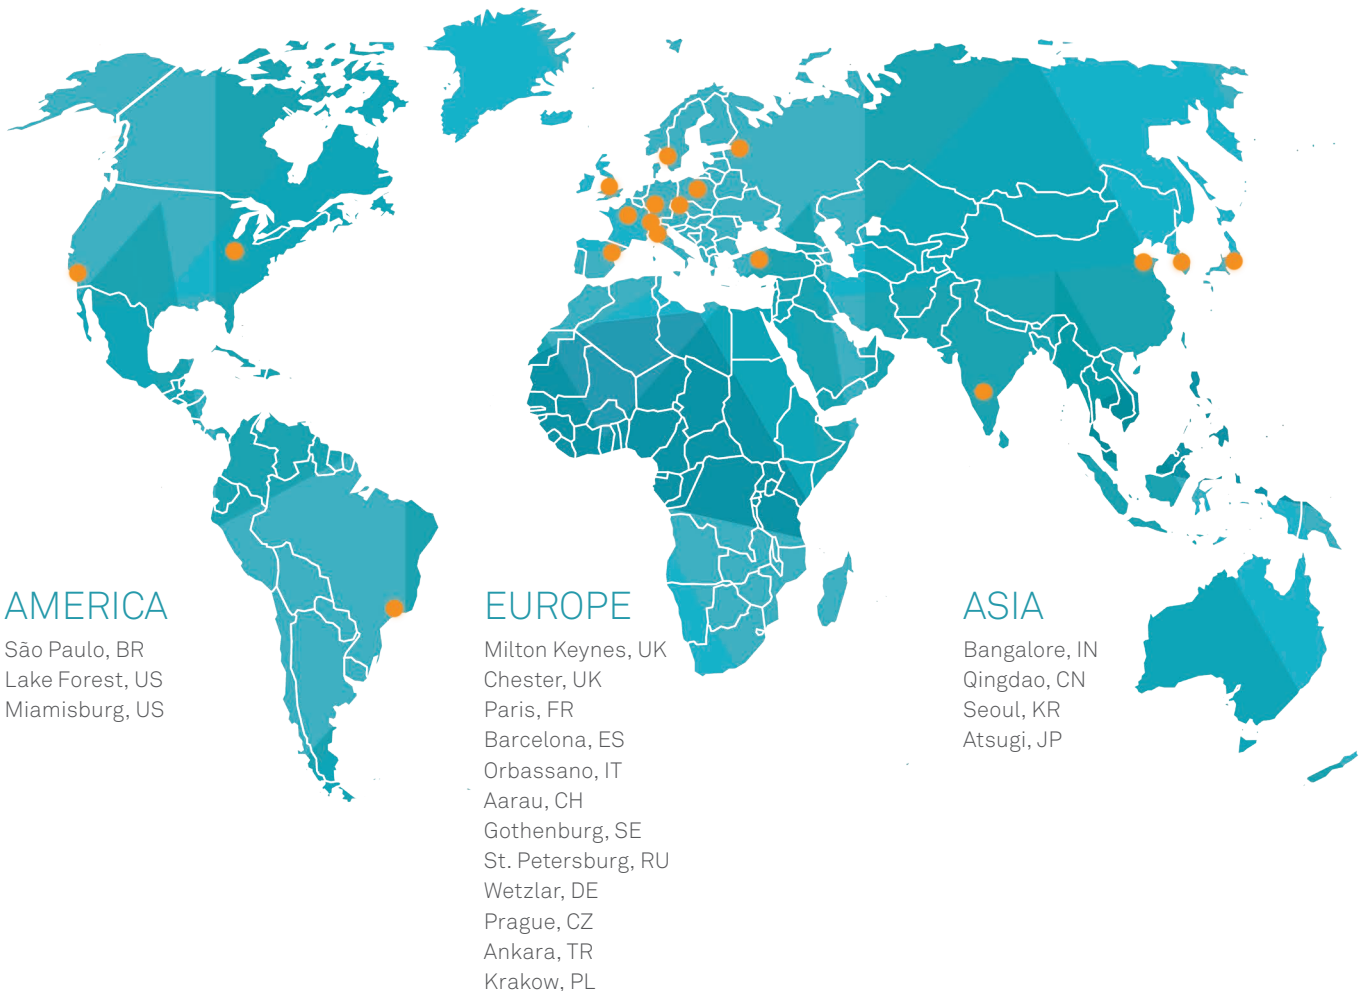 AMERICA
São Paulo, BR
Lake Forest, US
Miamisburg, US
EUROPE
Milton Keynes, UK
Chester, UK
Paris, FR
Barcelona, ES
Orbassano, IT
Aarau, CH
Gothenburg, SE
St. Petersburg, RU
Wetzlar, DE
Prague, CZ
Ankara, TR
Krakow, PL
ASIA
Bangalore, IN
Qingdao, CN
Seoul, KR
Atsugi, JP